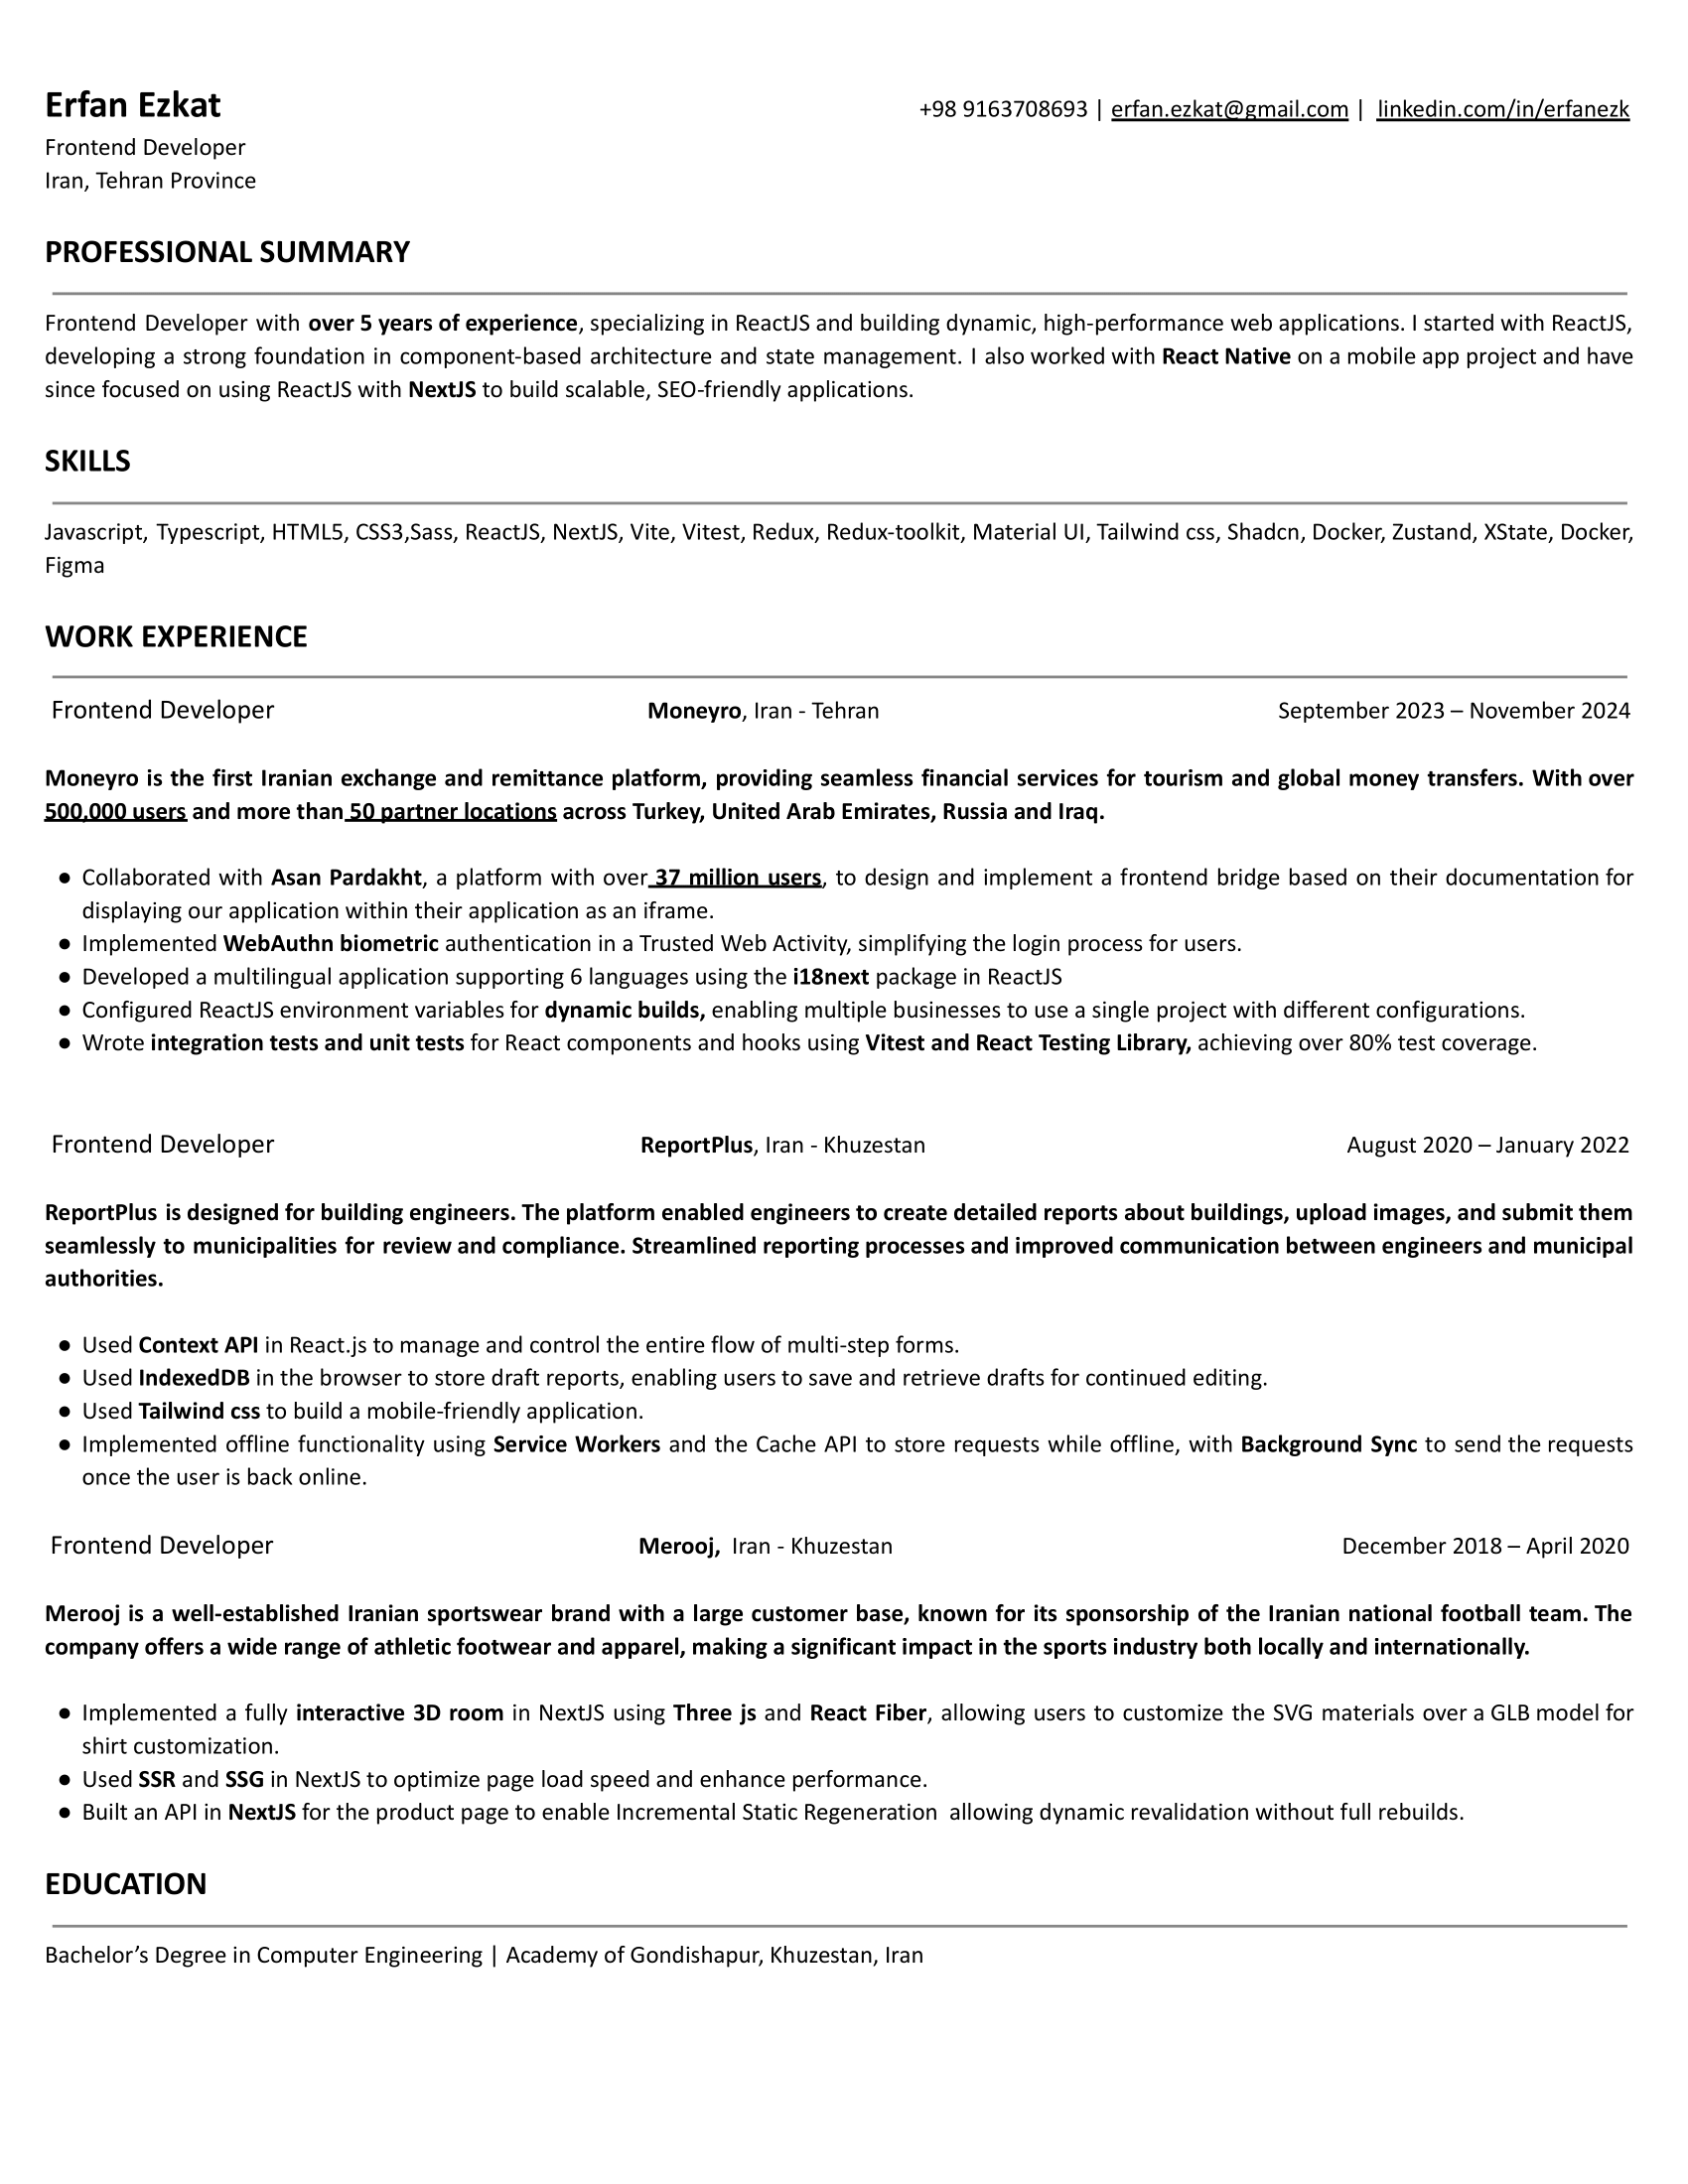 Erfan Ezkat +98 9163708693 | erfan.ezkat@gmail.com | linkedin.com/in/erfanezk
Frontend Developer
Iran, Tehran Province
PROFESSIONAL SUMMARY
Frontend Developer with over 5 years of experience, specializing in ReactJS and building dynamic, high-performance web applications. I started with ReactJS,
developing a strong foundation in component-based architecture and state management. I also worked with React Native on a mobile app project and have
since focused on using ReactJS with NextJS to build scalable, SEO-friendly applications.
SKILLS
Javascript, Typescript, HTML5, CSS3,Sass, ReactJS, NextJS, Vite, Vitest, Redux, Redux-toolkit, Material UI, Tailwind css, Shadcn, Docker, Zustand, XState, Docker,
Figma
WORK EXPERIENCE
Frontend Developer Moneyro, Iran - Tehran September 2023 – November 2024
Moneyro is the first Iranian exchange and remittance platform, providing seamless financial services for tourism and global money transfers. With over
500,000 users and more than 50 partner locations across Turkey, United Arab Emirates, Russia and Iraq.
● Collaborated with Asan Pardakht, a platform with over 37 million users, to design and implement a frontend bridge based on their documentation for
displaying our application within their application as an iframe.
● Implemented WebAuthn biometric authentication in a Trusted Web Activity, simplifying the login process for users.
● Developed a multilingual application supporting 6 languages using the i18next package in ReactJS
● Configured ReactJS environment variables for dynamic builds, enabling multiple businesses to use a single project with different configurations.
● Wrote integration tests and unit tests for React components and hooks using Vitest and React Testing Library, achieving over 80% test coverage.
Frontend Developer ReportPlus, Iran - Khuzestan August 2020 – January 2022
ReportPlus is designed for building engineers. The platform enabled engineers to create detailed reports about buildings, upload images, and submit them
seamlessly to municipalities for review and compliance. Streamlined reporting processes and improved communication between engineers and municipal
authorities.
● Used Context API in React.js to manage and control the entire flow of multi-step forms.
● Used IndexedDB in the browser to store draft reports, enabling users to save and retrieve drafts for continued editing.
● Used Tailwind css to build a mobile-friendly application.
● Implemented offline functionality using Service Workers and the Cache API to store requests while offline, with Background Sync to send the requests
once the user is back online.
Frontend Developer Merooj, Iran - Khuzestan December 2018 – April 2020
Merooj is a well-established Iranian sportswear brand with a large customer base, known for its sponsorship of the Iranian national football team. The
company offers a wide range of athletic footwear and apparel, making a significant impact in the sports industry both locally and internationally.
● Implemented a fully interactive 3D room in NextJS using Three js and React Fiber, allowing users to customize the SVG materials over a GLB model for
shirt customization.
● Used SSR and SSG in NextJS to optimize page load speed and enhance performance.
● Built an API in NextJS for the product page to enable Incremental Static Regeneration allowing dynamic revalidation without full rebuilds.
EDUCATION
Bachelor’s Degree in Computer Engineering | Academy of Gondishapur, Khuzestan, Iran